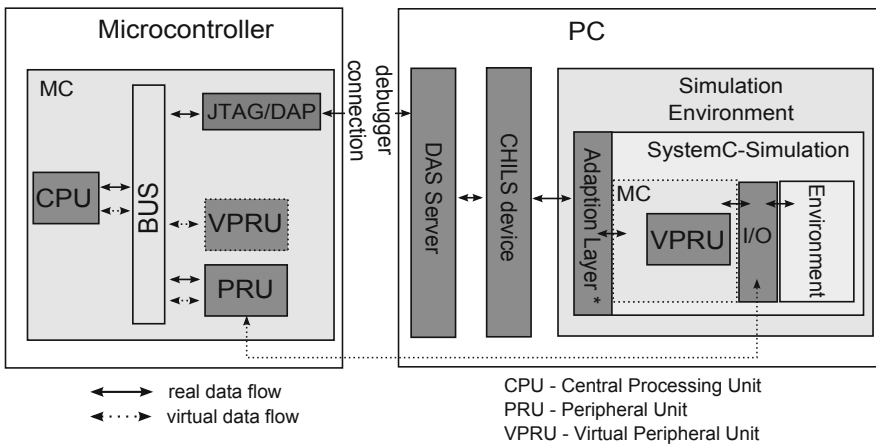 Microcontroller
MC
CPU
BUS
JTAG/DAP
VPRU
PRU
debugger
connection
PC
DAS Server
CHILS device
Simulation
Environment
SystemC-Simulation
Adaption Layer *
MC
VPRU
I/O
Environment
real data flow
virtual data flow
CPU - Central Processing Unit
PRU - Peripheral Unit
VPRU - Virtual Peripheral Unit